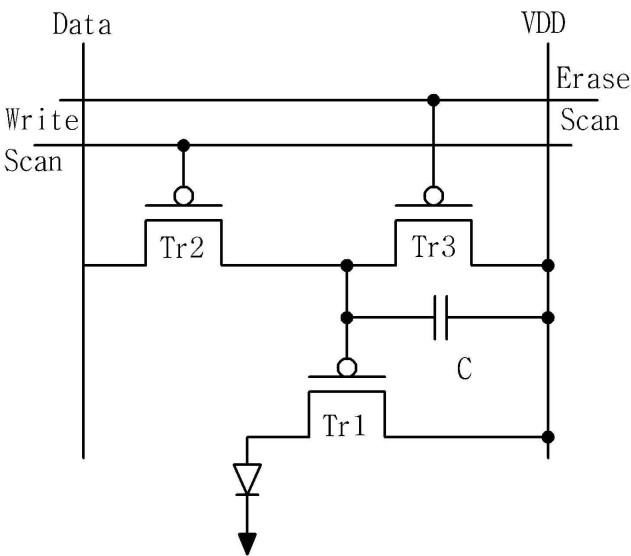 Data
VDD
Erase
Scan
Write
Scan
Tr2
Tr3
C
Tr1